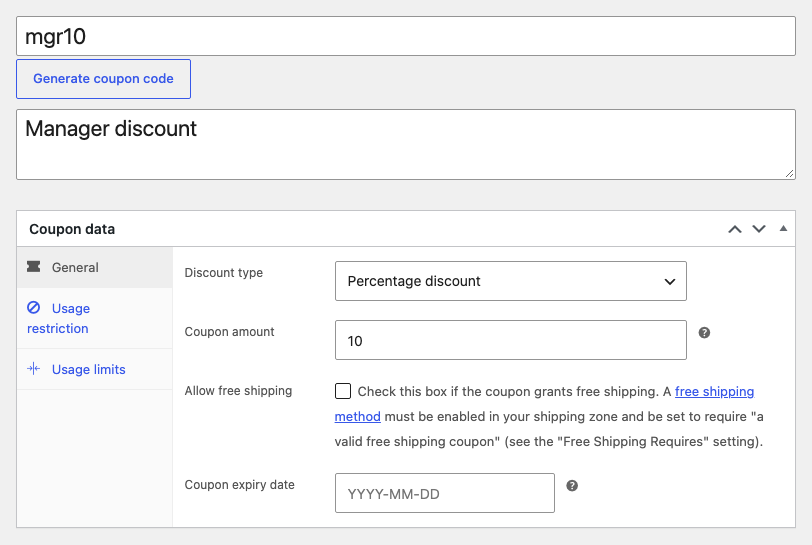 mgr10
Generate coupon code
Manager discount
Coupon data
General
Usage
restriction
Usage limits
Discount type
Percentage discount
Coupon amount
10
?
Allow free shipping
Check this box if the coupon grants free shipping. A free shipping
method must be enabled in your shipping zone and be set to require "a
valid free shipping coupon" (see the "Free Shipping Requires" setting).
Coupon expiry date
YYYY-MM-DD
?